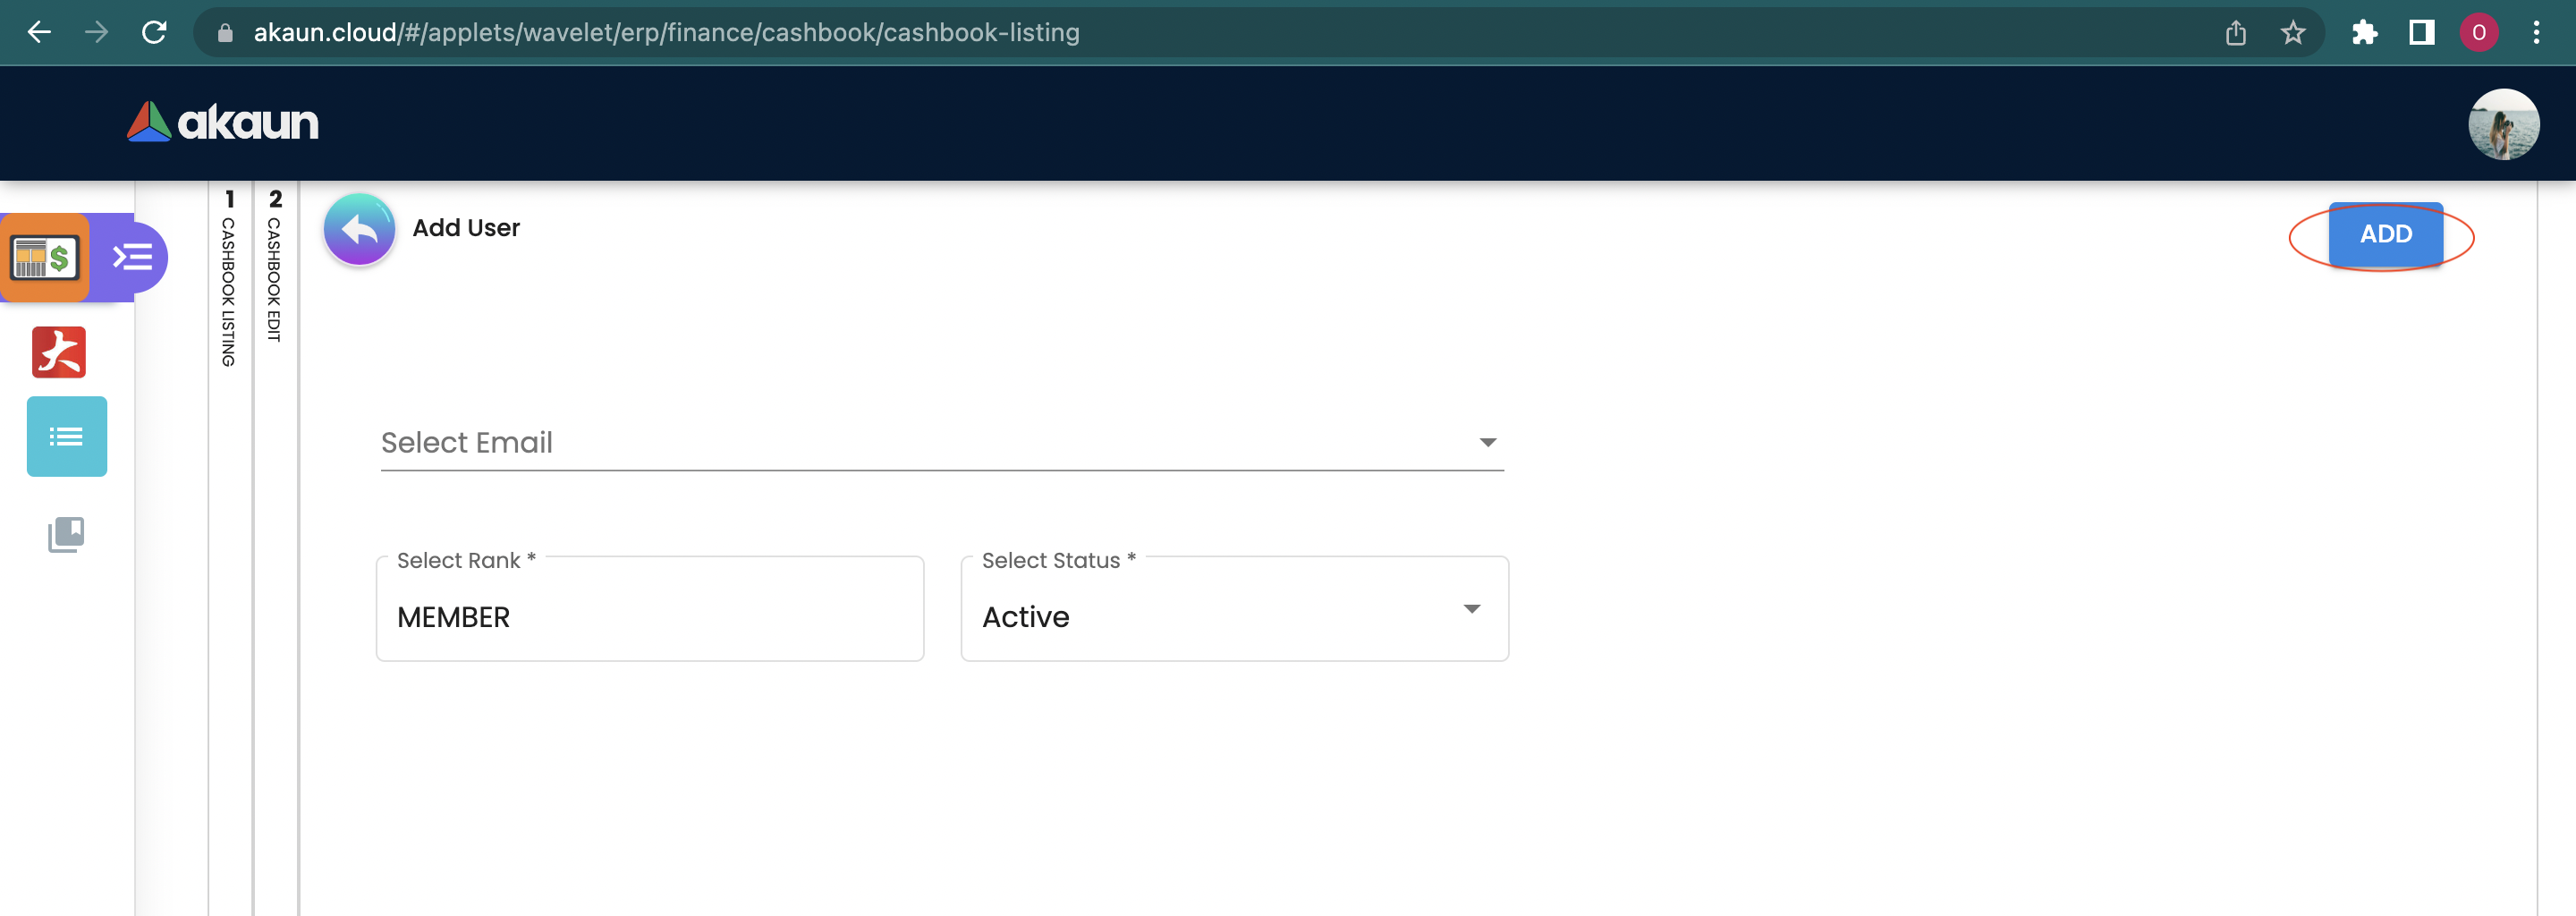 akaun.cloud/#/applets/wavelet/erp/finance/cashbook/cashbook-listing
O
akaun
1
CASHBOOK LISTING
2
CASHBOOK EDIT
$
Add User
ADD
Select Email
Select Rank *
MEMBER
Select Status *
Active